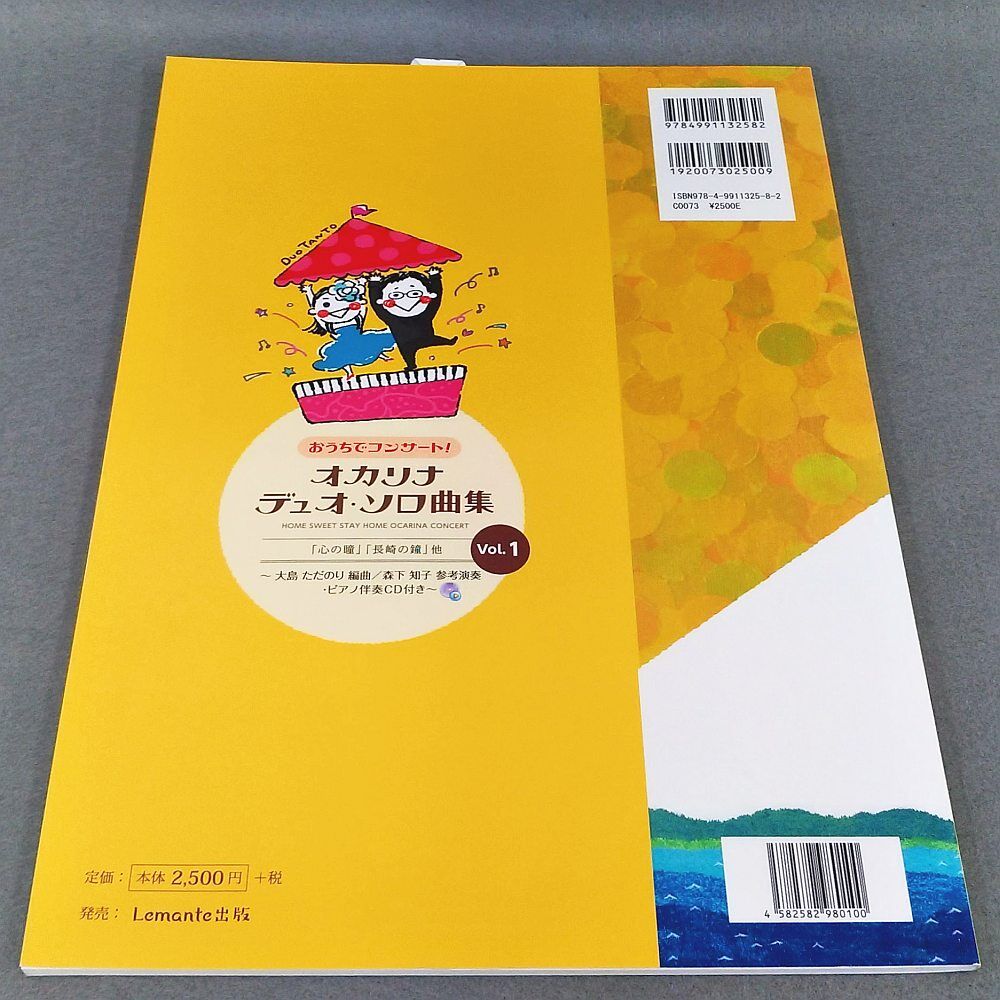 9784991132582
1920073025009
ISBN978-4-9911325-8-2
C0073 ¥2500E
DUO TANTO
おうちでコンサート!
オカリナ
デュオ・ソロ曲集
HOME SWEET STAY HOME OCARINA CONCERT
「心の瞳」「長崎の鐘」他
Vol.1
～ 大島 ただのり 編曲／森下 知子 参考演奏
・ピアノ伴奏CD付き～
定価： 本体 2,500円 +税
発売： Lemante出版
4 582582 980100